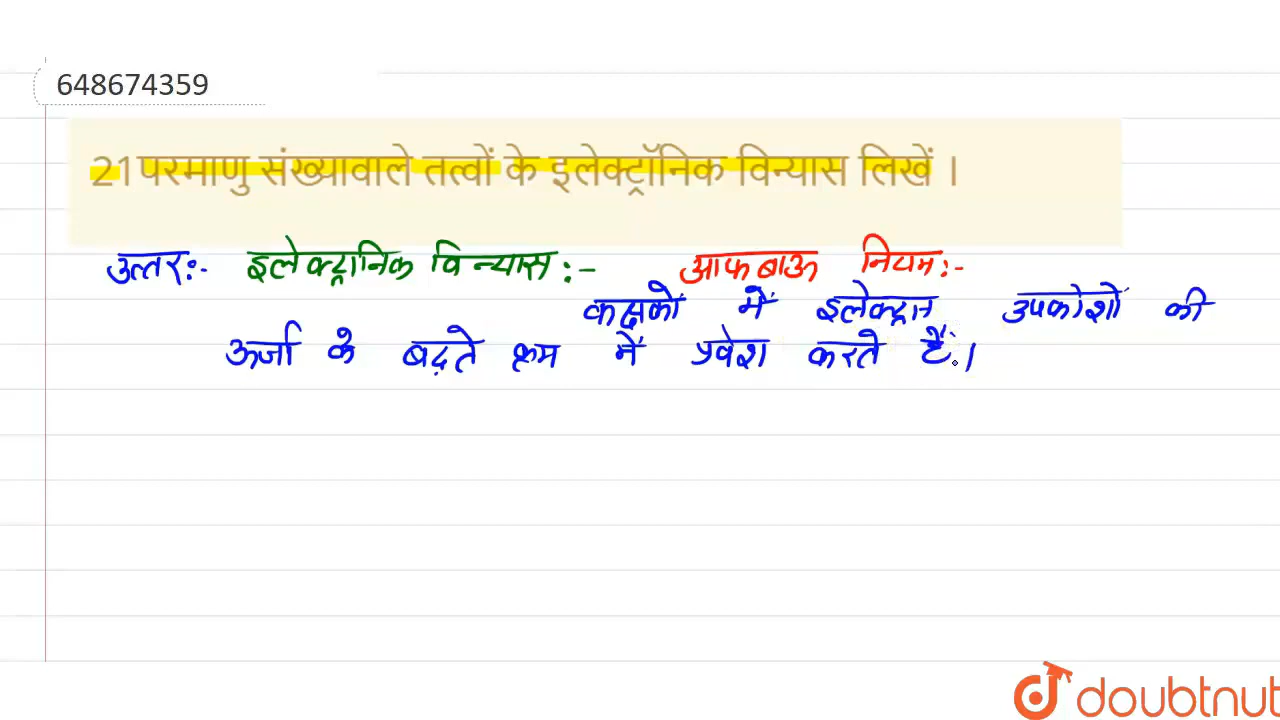 648674359
21 परमाणु संख्यावाले तत्वों के इलेक्ट्रॉनिक विन्यास लिखें ।
उत्तरः- इलेक्ट्रानिक विन्यास :- आफबाऊ नियम :-
कक्षकों में इलेक्ट्रान उपकोशों की
ऊर्जा के बढ़ते क्रम में प्रवेश करते हैं ।
doubtnut